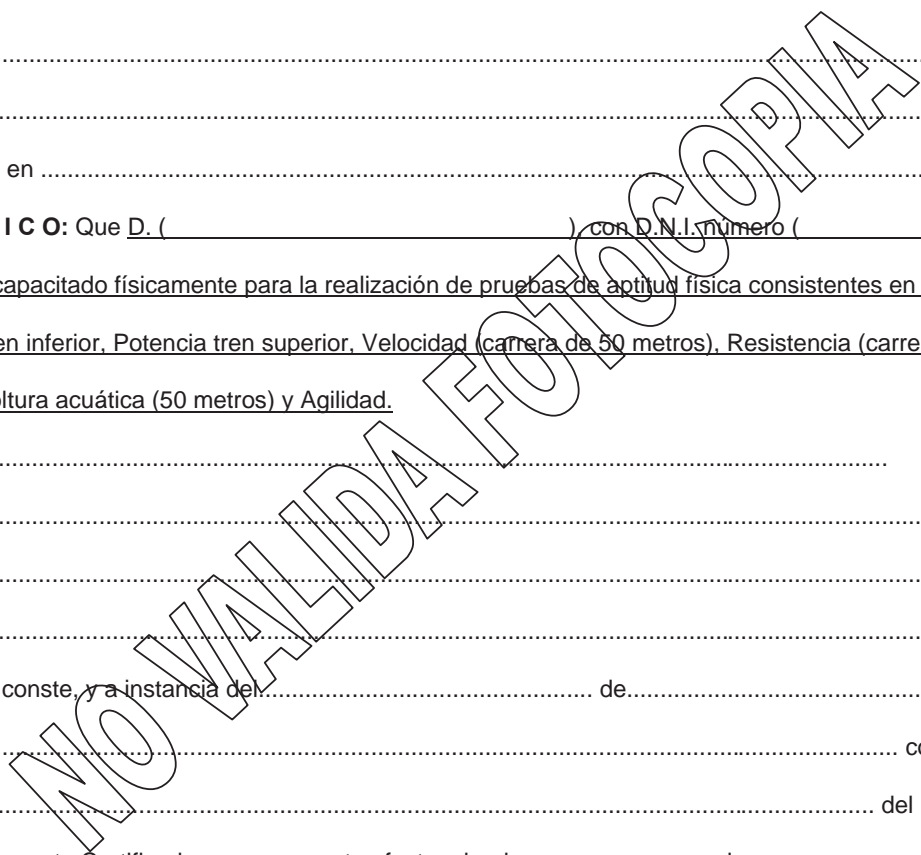 ....................................................................................................
....................................................................................................
en ....................................................................................................
I C O: Que D. ( ), con D.N.I. número (
capacitado físicamente para la realización de pruebas de aptitud física consistentes en
en inferior, Potencia tren superior, Velocidad (carrera de 50 metros), Resistencia (carre
ltura acuática (50 metros) y Agilidad.
....................................................................................................
....................................................................................................
....................................................................................................
....................................................................................................
conste, y a instancia del.................................................. de..................................................
.................................................................................................... co
.................................................................................................... del
NO VALIDA FOTOCOPIA